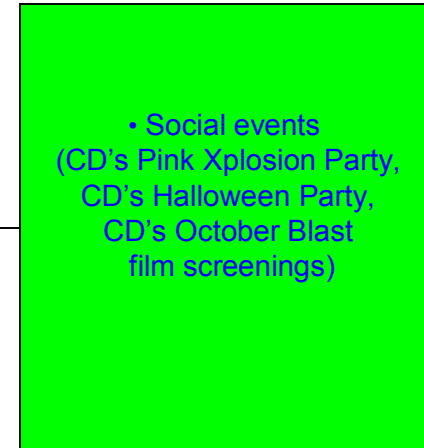 • Social events
(CD’s Pink Xplosion Party,
CD’s Halloween Party,
CD’s October Blast
film screenings)